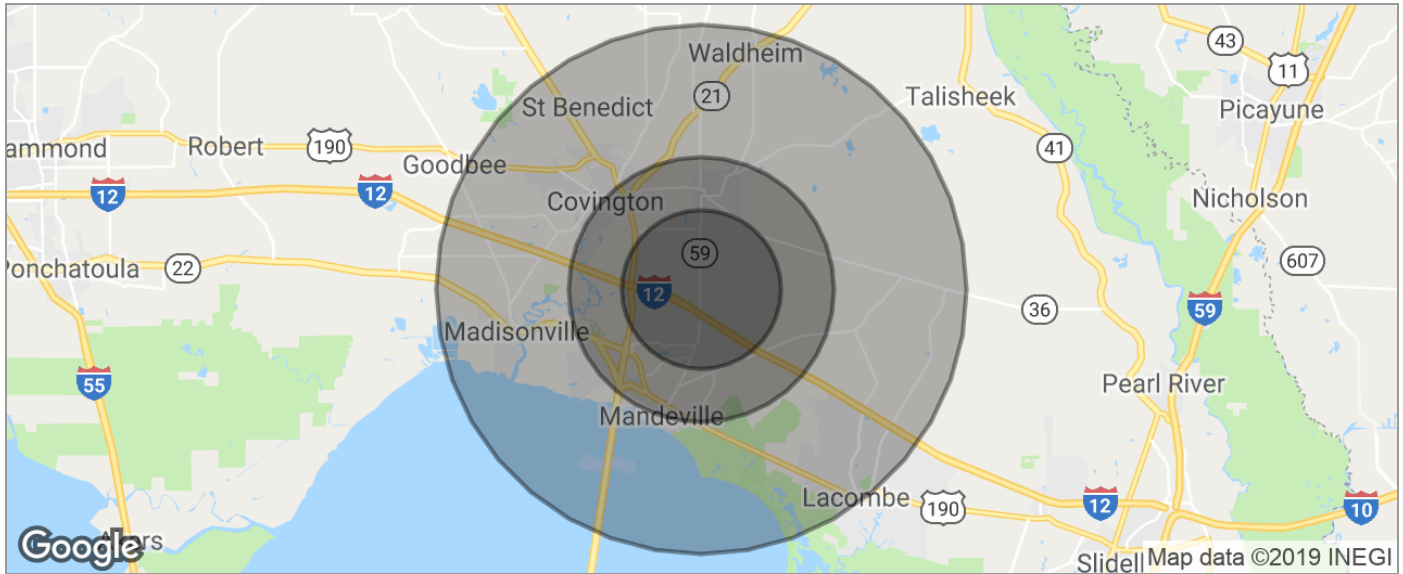 Waldheim
43
11
21
Talisheek
Picayune
St Benedict
ammmond
Robert
190
41
Goodbee
12
12
Covington
Nicholson
59
Ponchatoula
22
607
12
36
59
Madisonville
55
Pearl River
Mandeville
Lacombe
190
12
10
Google
Slidell
Map data ©2019 INEGI